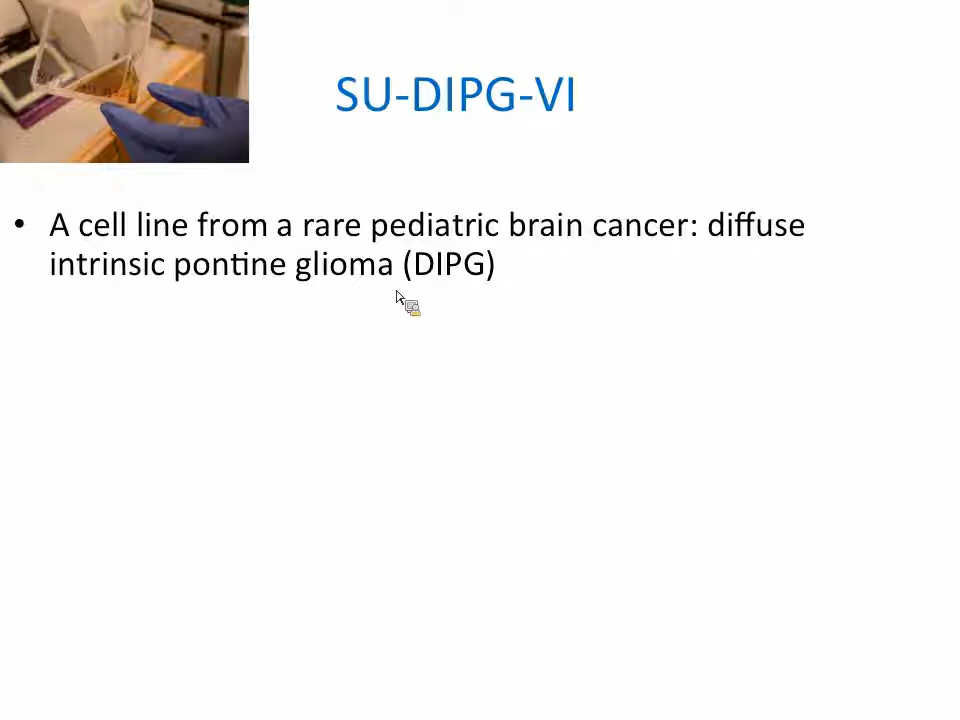 SU-DIPG-VI
• A cell line from a rare pediatric brain cancer: diffuse
intrinsic pontine glioma (DIPG)